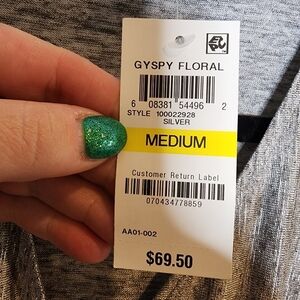 GYSPY FLORAL
6 08381 54496 2
STYLE 100022928
SILVER
MEDIUM
Customer Return Label
070434778859
AA01-002
$69.50